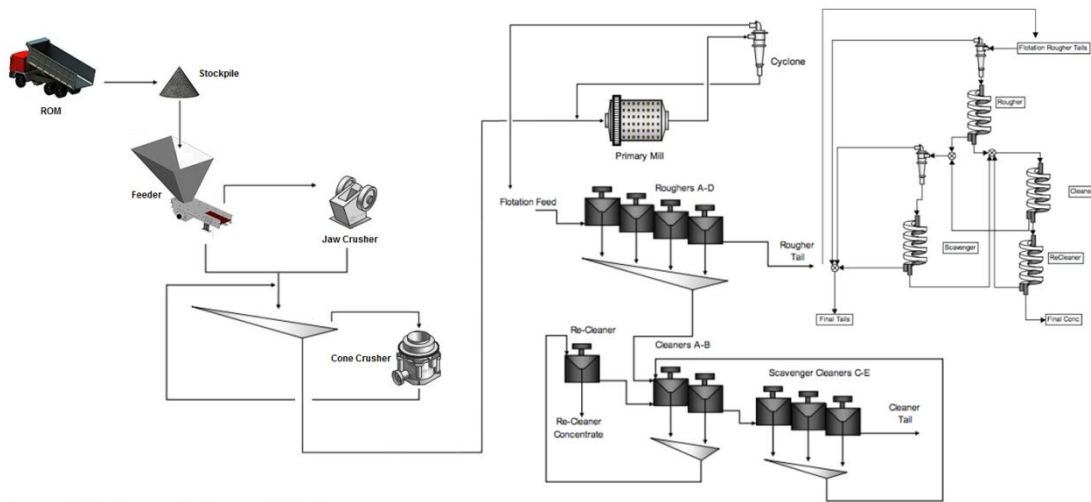 ROM
Stockpile
Feeder
Jaw Crusher
Cone Crusher
Cyclone
Primary Mill
Flotation Feed
Roughers A-D
Rougher
Tail
Re-Cleaner
Cleaners A-B
Scavenger Cleaners C-E
Cleaner
Tail
Re-Cleaner
Concentrate
Flotation Rougher Tails
Rougher
Cleane
Scavenger
ReCleaner
Final Tails
Final Conc